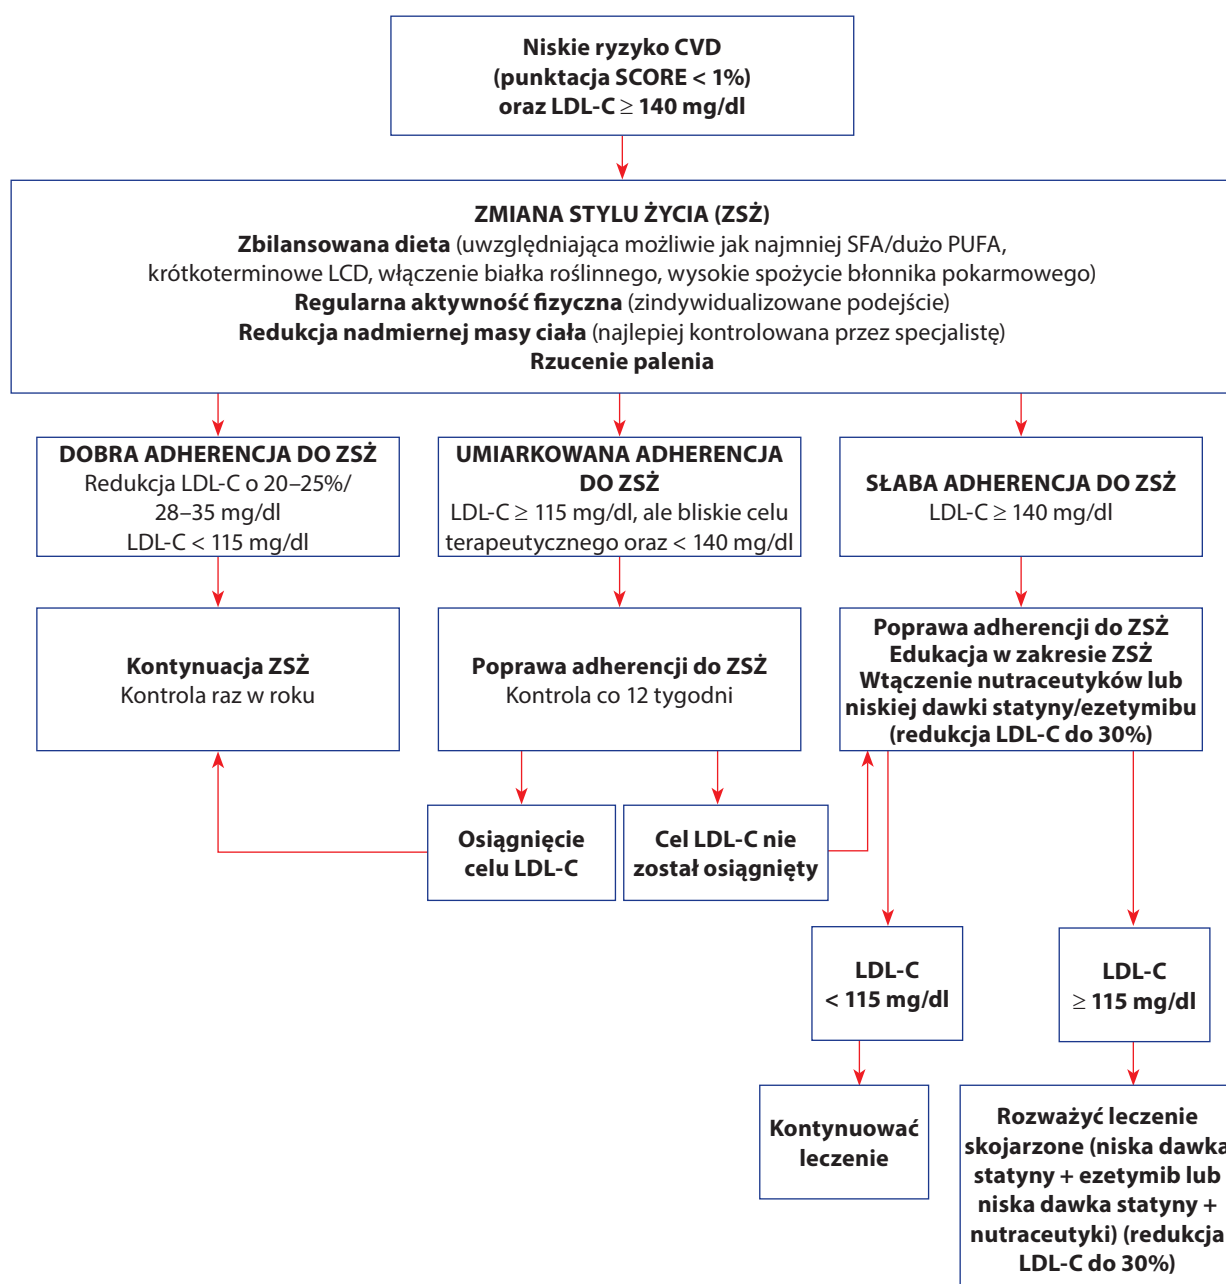 Niskie ryzyko CVD
(punktacja SCORE < 1%)
oraz LDL-C ≥ 140 mg/dl
ZMIANA STYLU ŻYCIA (ZSŻ)
Zbilansowana dieta (uwzględniająca możliwie jak najmniej SFA/dużo PUFA,
krótkoterminowe LCD, włączenie białka roślinnego, wysokie spożycie błonnika pokarmowego)
Regularna aktywność fizyczna (zindywidualizowane podejście)
Redukcja nadmiernej masy ciała (najlepiej kontrolowana przez specjalistę)
Rzucenie palenia
DOBRA ADHERENCJA DO ZSŻ
Redukcja LDL-C o 20–25%/
28–35 mg/dl
LDL-C < 115 mg/dl
UMIARKOWANA ADHERENCJA
DO ZSŻ
LDL-C ≥ 115 mg/dl, ale bliskie celu
terapeutycznego oraz < 140 mg/dl
SŁABA ADHERENCJA DO ZSŻ
LDL-C ≥ 140 mg/dl
Kontynuacja ZSŻ
Kontrola raz w roku
Poprawa adherencji do ZSŻ
Kontrola co 12 tygodni
Poprawa adherencji do ZSŻ
Edukacja w zakresie ZSŻ
Wtączenie nutraceutyków lub
niskiej dawki statyny/ezetymibu
(redukcja LDL-C do 30%)
Osiągnięcie
celu LDL-C
Cel LDL-C nie
został osiągnięty
LDL-C
< 115 mg/dl
LDL-C
≥ 115 mg/dl
Kontynuować
leczenie
Rozważyć leczenie
skojarzone (niska dawka
statyny + ezetymib lub
niska dawka statyny +
nutraceutyki) (redukcja
LDL-C do 30%)